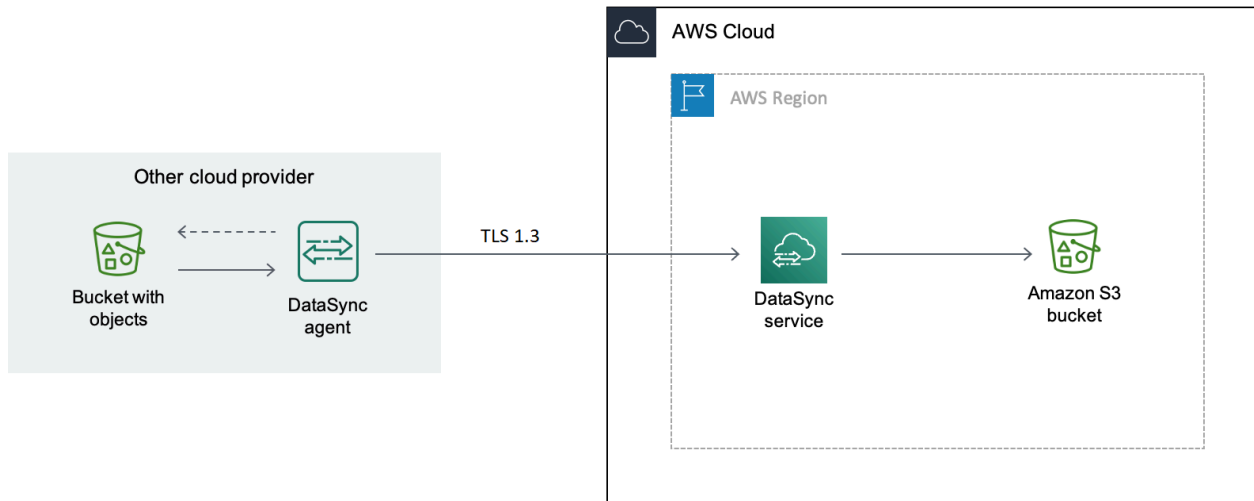 AWS Cloud
AWS Region
Other cloud provider
TLS 1.3
Bucket with
objects
DataSync
agent
DataSync
service
Amazon S3
bucket